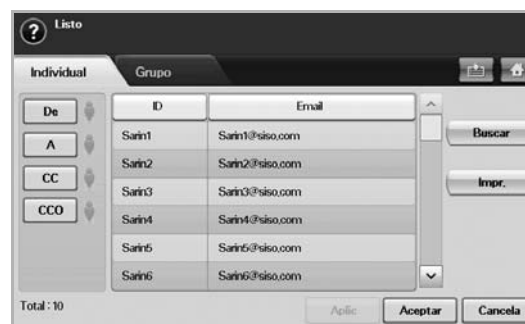 Listo
Individual Grupo
De
A
CC
CCO
ID Email
Sarin1 Sarin1@siso,com
Sarin2 Sarin2@siso,com
Sarin3 Sarin3@siso,com
Sarin4 Sarin4@siso,com
Sarin5 Sarin5@siso,com
Sarin6 Sarin6@siso,com
Buscar
Impr.
Total : 10
Aplic Aceptar Cancela